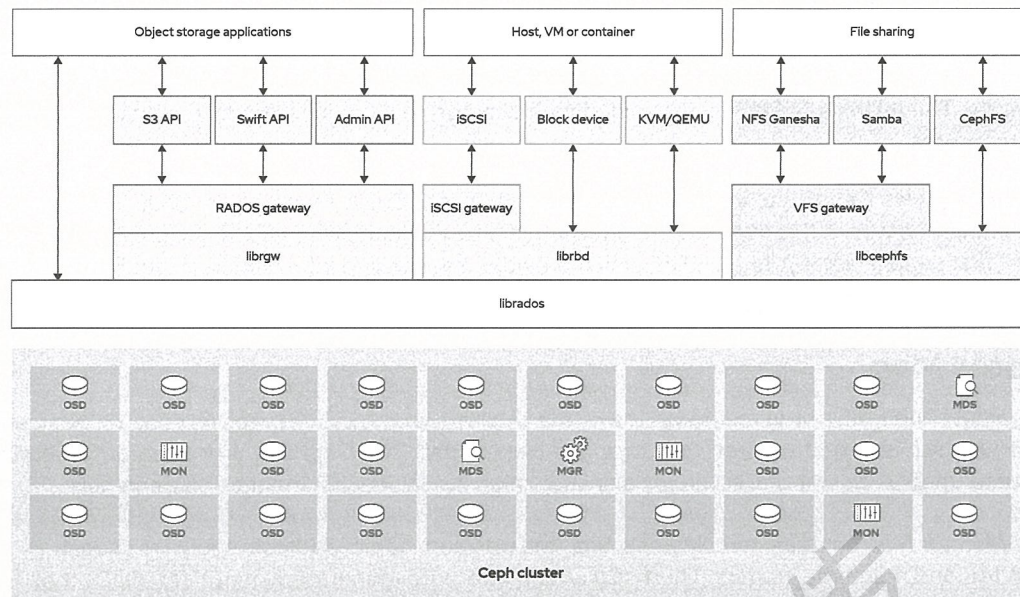 Object storage applications
Host, VM or container
File sharing
S3 API
Swift API
Admin API
iSCSI
Block device
KVM/QEMU
NFS Ganesha
Samba
CephFS
RADOS gateway
iSCSI gateway
VFS gateway
librgw
librbd
libcephfs
librados
OSD OSD OSD OSD OSD OSD OSD OSD OSD MDS
OSD MON OSD OSD MDS MGR MON OSD OSD OSD
OSD OSD OSD OSD OSD OSD OSD OSD MON OSD
Ceph cluster